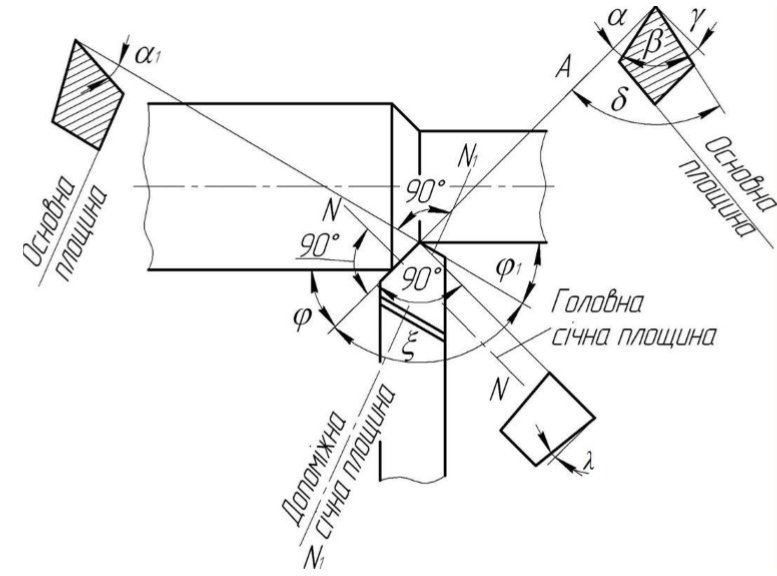 α₁
α
β
γ
A
δ
Основна
площина
Основна
площина
N
N₁
90°
90°
90°
φ
φ₁
ξ
Головна
січна площина
N
λ
Допоміжна
січна площина
N₁